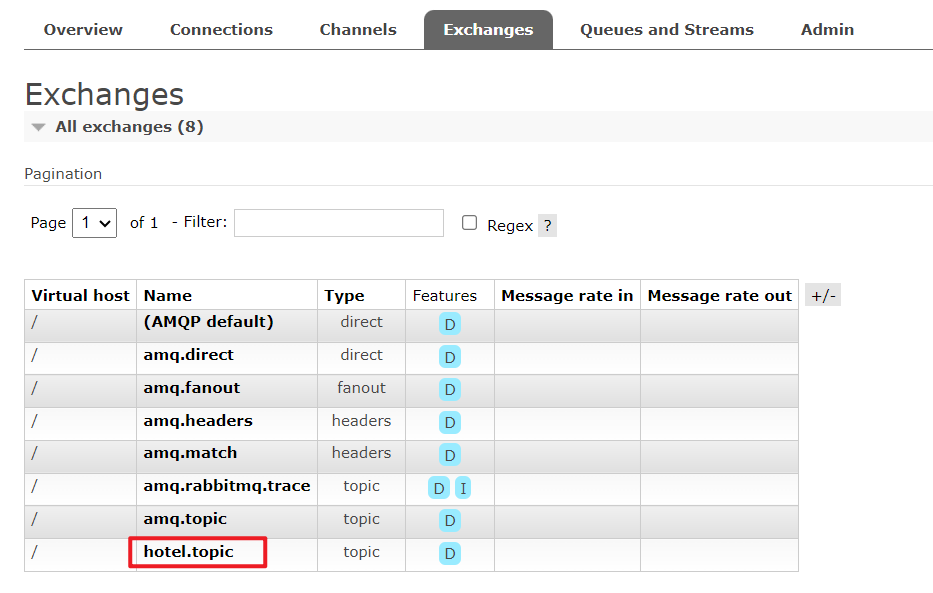 Overview Connections Channels Exchanges Queues and Streams Admin
Exchanges
All exchanges (8)
Pagination
Page 1 of 1 - Filter: Regex ?
Virtual host Name Type Features Message rate in Message rate out +/-
/ (AMQP default) direct D
/ amq.direct direct D
/ amq.fanout fanout D
/ amq.headers headers D
/ amq.match headers D
/ amq.rabbitmq.trace topic D I
/ amq.topic topic D
/ hotel.topic topic D